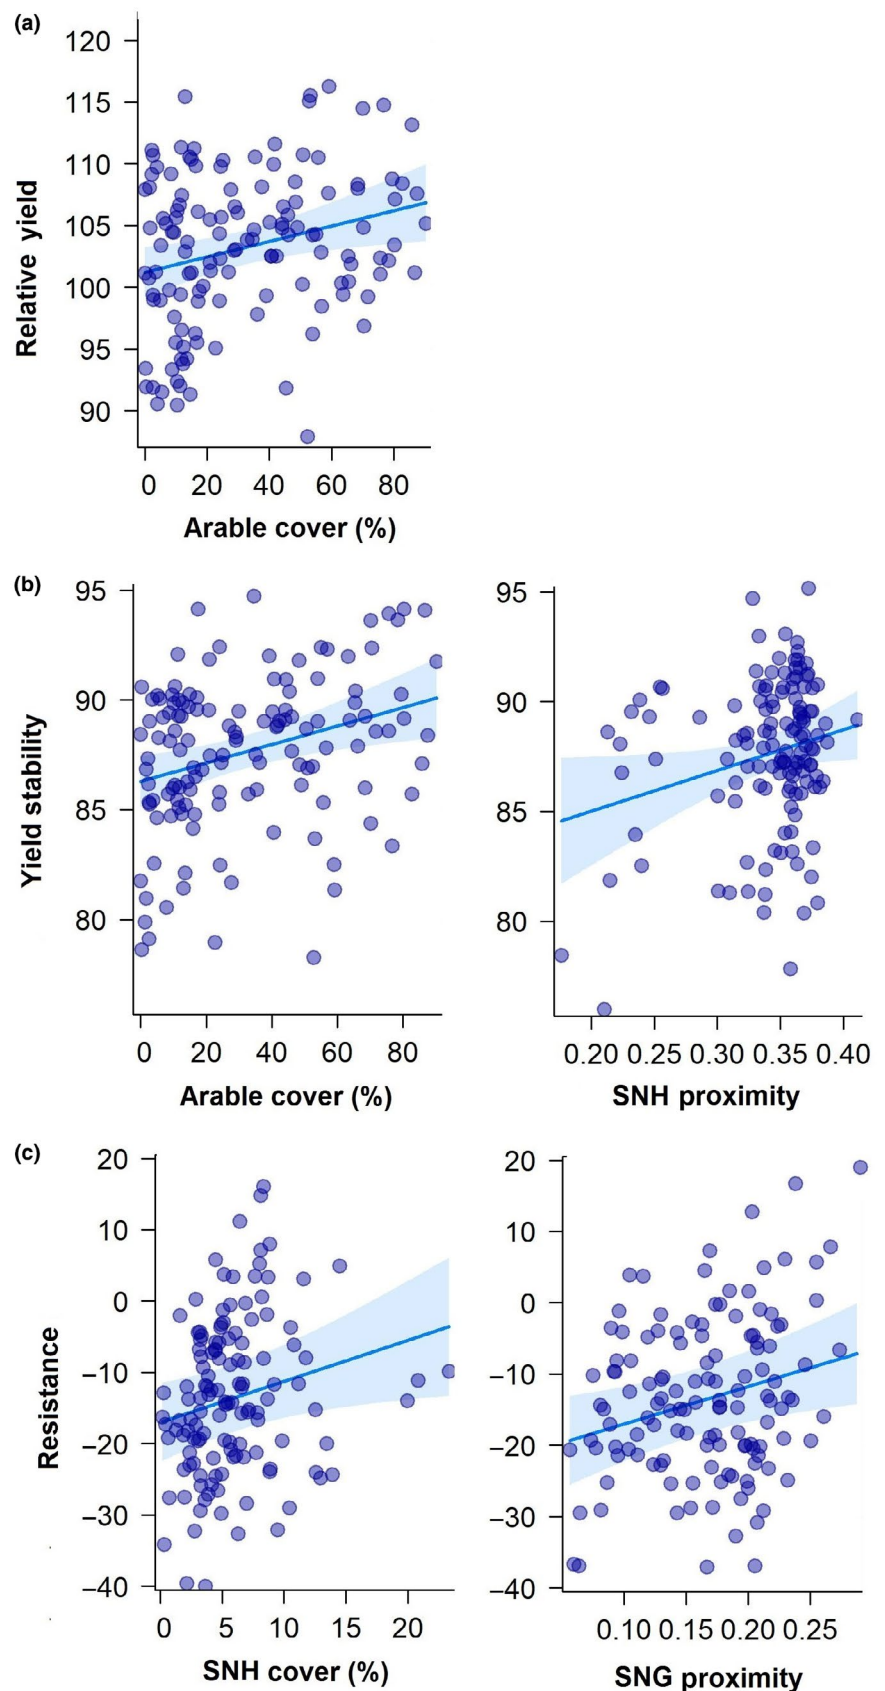 (a)
120
115
110
105
100
95
90
Relative yield
0 20 40 60 80
Arable cover (%)
(b)
95
90
85
80
Yield stability
0 20 40 60 80
Arable cover (%)
95
90
85
80
0.20 0.25 0.30 0.35 0.40
SNH proximity
(c)
20
10
0
−10
−20
−30
−40
Resistance
0 5 10 15 20
SNH cover (%)
20
10
0
−10
−20
−30
−40
0.10 0.15 0.20 0.25
SNG proximity